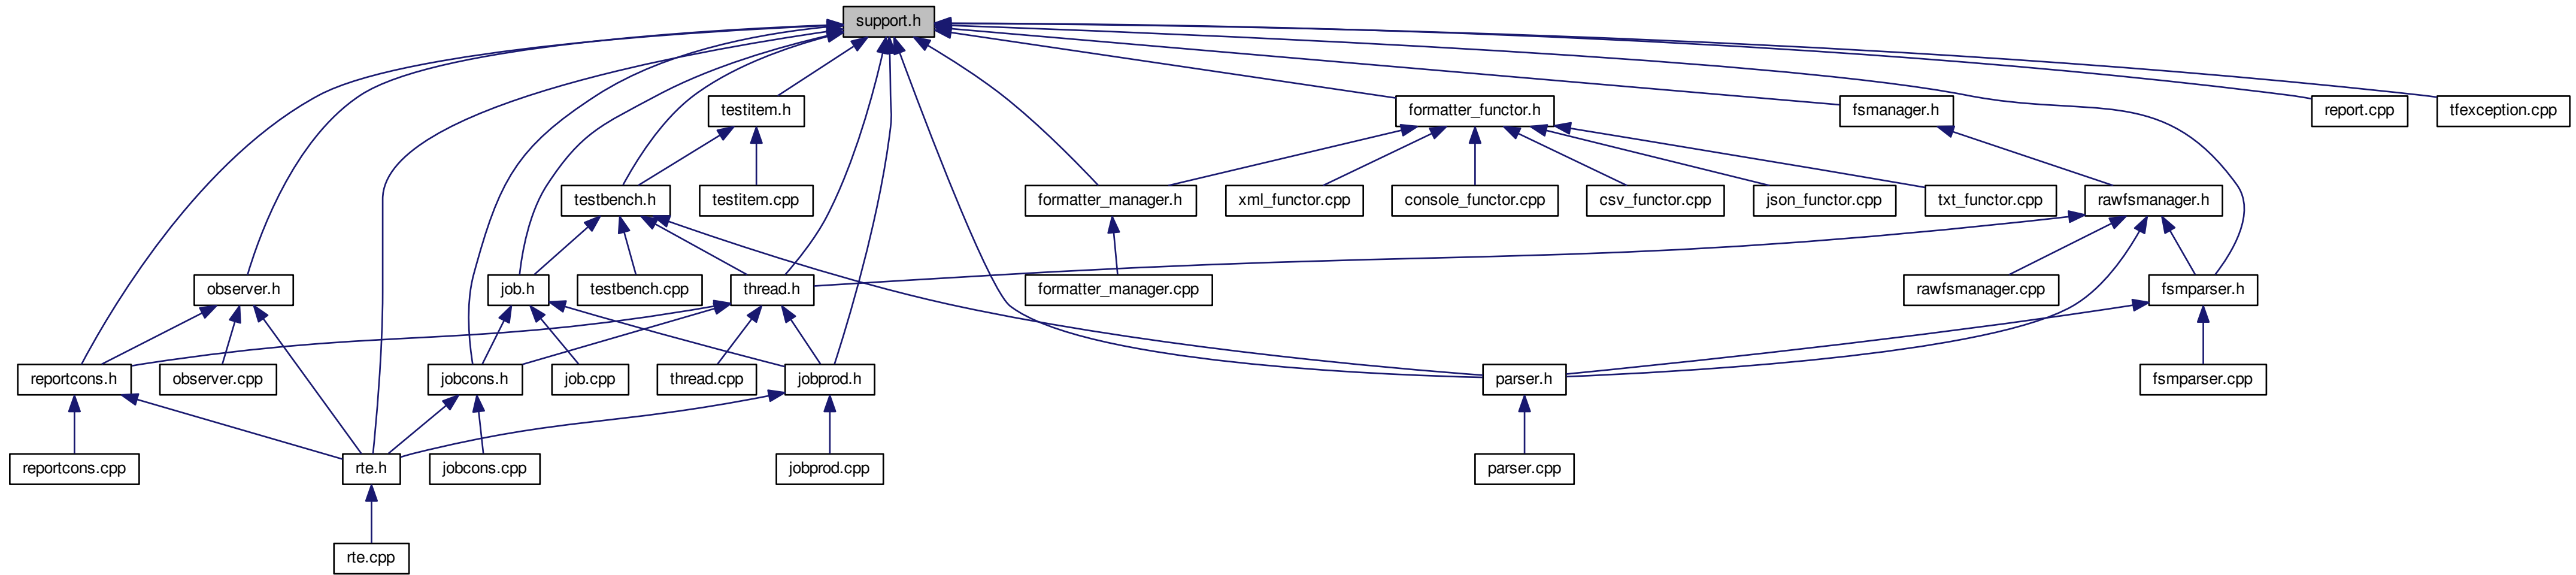 support.h
testitem.h
formatter_functor.h
fsmanager.h
report.cpp
tfexception.cpp
testbench.h
testitem.cpp
formatter_manager.h
xml_functor.cpp
console_functor.cpp
csv_functor.cpp
json_functor.cpp
txt_functor.cpp
rawfsmanager.h
observer.h
job.h
testbench.cpp
thread.h
formatter_manager.cpp
rawfsmanager.cpp
fsmparser.h
reportcons.h
observer.cpp
jobcons.h
job.cpp
thread.cpp
jobprod.h
parser.h
fsmparser.cpp
reportcons.cpp
rte.h
jobcons.cpp
jobprod.cpp
parser.cpp
rte.cpp